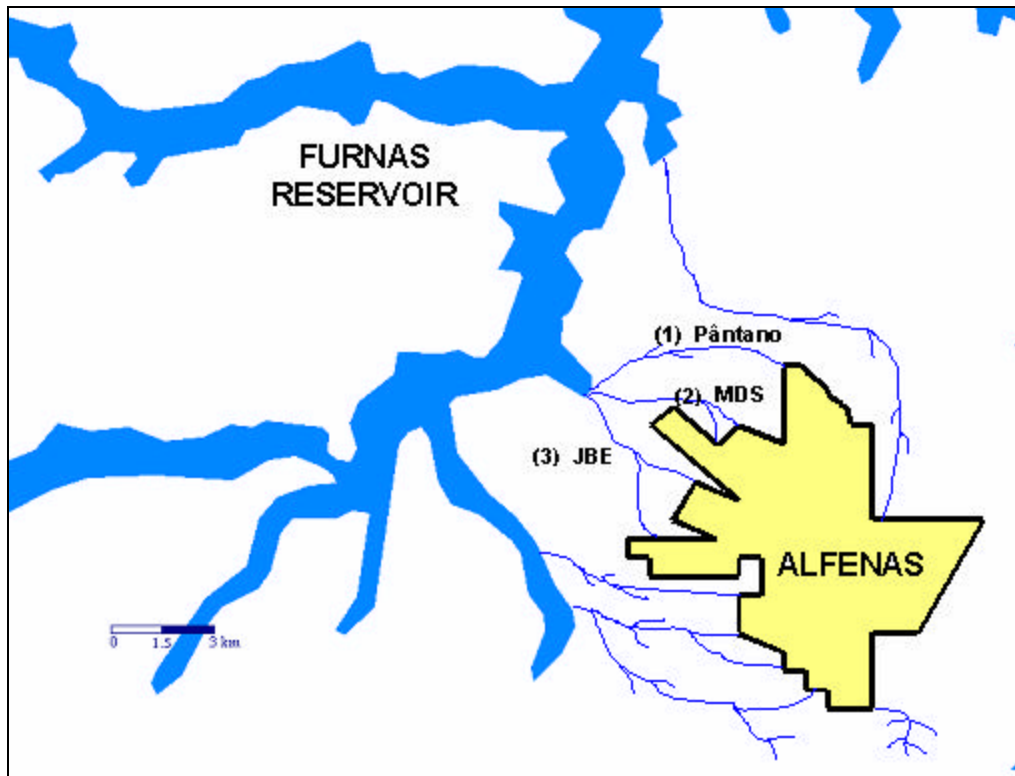 FURNAS
RESERVOIR
(1) Pântano
(2) MDS
(3) JBE
ALFENAS
0 1.5 3 km